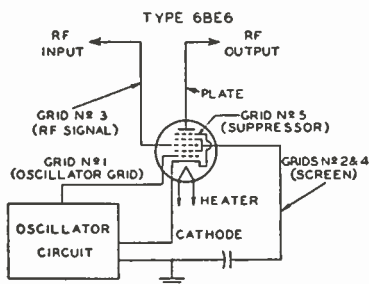 TYPE 6BE6
RF INPUT
RF OUTPUT
PLATE
GRID Nº 3
(RF SIGNAL)
GRID Nº 5
(SUPPRESSOR)
GRID Nº 1
(OSCILLATOR GRID)
GRIDS Nº 2 & 4
(SCREEN)
HEATER
CATHODE
OSCILLATOR
CIRCUIT